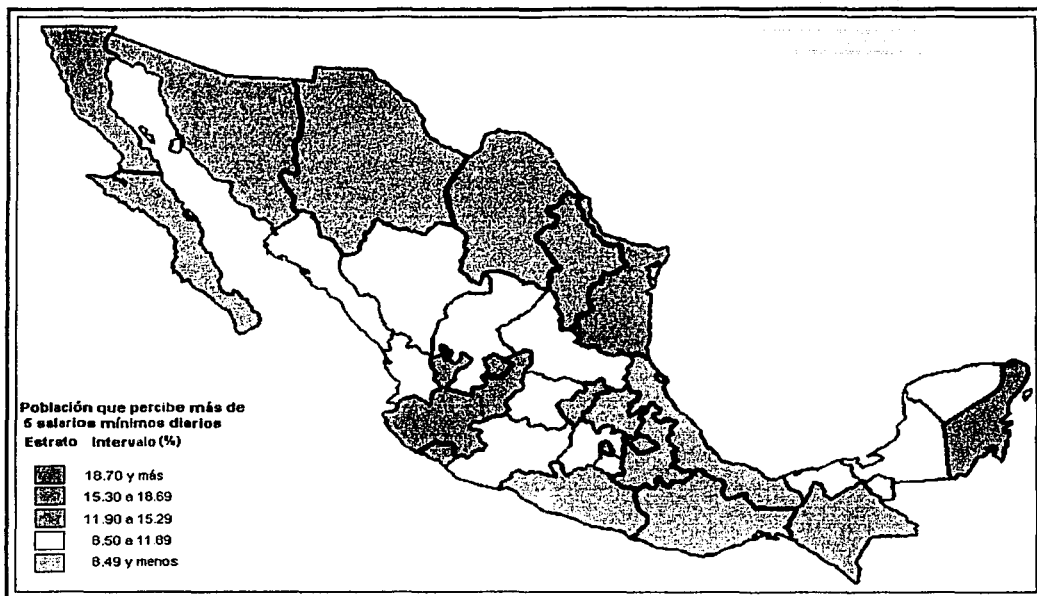 Población que percibe más de
5 salarios mínimos diarios
Estrato Intervalo (%)
18.70 y más
15.30 a 18.69
11.90 a 15.29
8.50 a 11.89
8.49 y menos